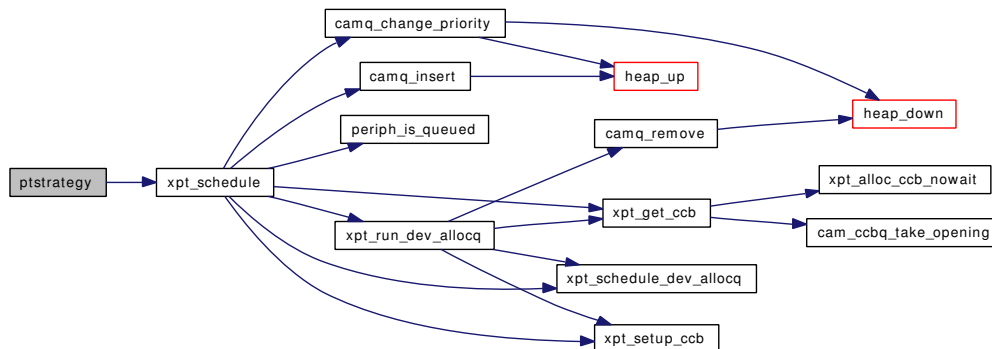 camq_change_priority
camq_insert
heap_up
periph_is_queued
camq_remove
heap_down
ptstrategy
xpt_schedule
xpt_alloc_ccb_nowait
xpt_get_ccb
xpt_run_dev_allocq
cam_ccbq_take_opening
xpt_schedule_dev_allocq
xpt_setup_ccb